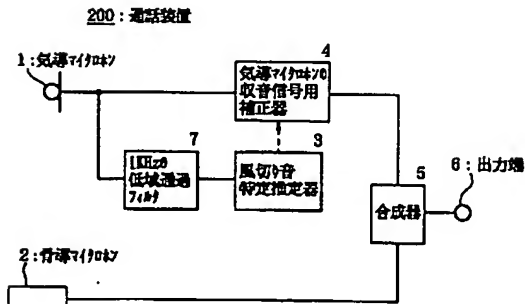 200:通話装置
1:気導マイクロホン
4
気導マイクロホンの
収音信号用
補正器
7
1KHzの
低域通過
フィルタ
3
風切り音
特定推定器
5
合成器
6:出力端
2:骨導マイクロホン